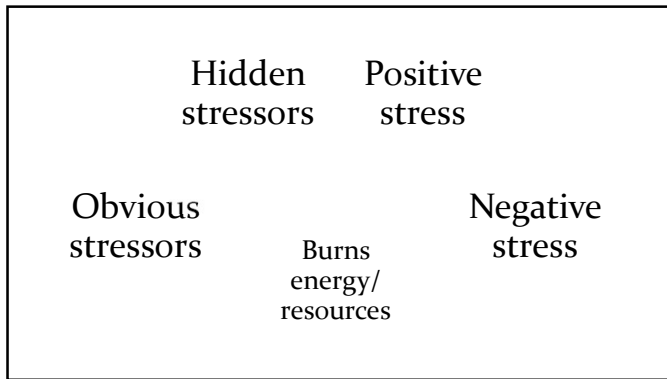 Hidden
stressors
Positive
stress
Obvious
stressors
Negative
stress
Burns
energy/
resources